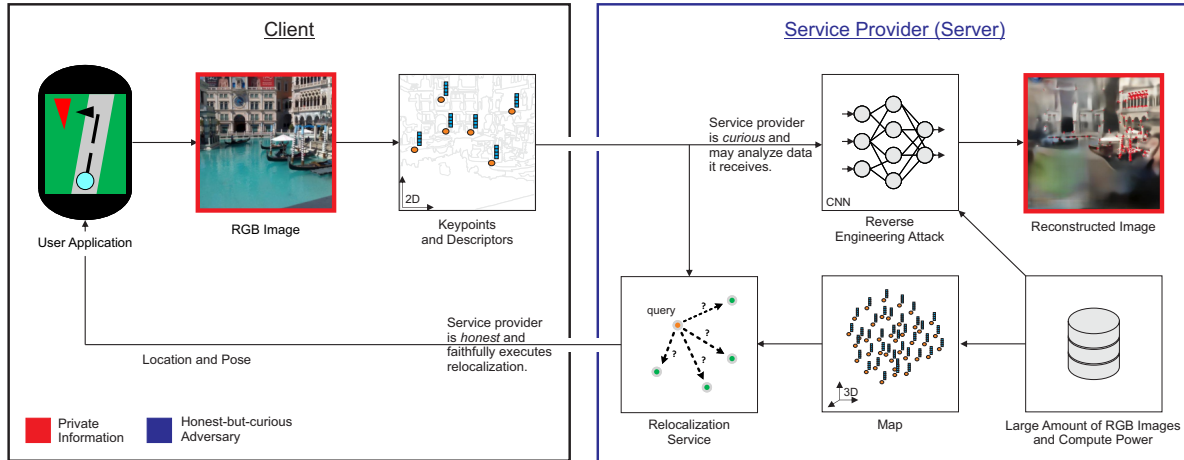 Client
Service Provider (Server)
User Application
RGB Image
2D
Keypoints
and Descriptors
Service provider
is curious and
may analyze data
it receives.
CNN
Reverse
Engineering Attack
Reconstructed Image
Service provider
is honest and
faithfully executes
relocalization.
Location and Pose
query
?
?
?
?
Relocalization
Service
3D
Map
Large Amount of RGB Images
and Compute Power
Private
Information
Honest-but-curious
Adversary